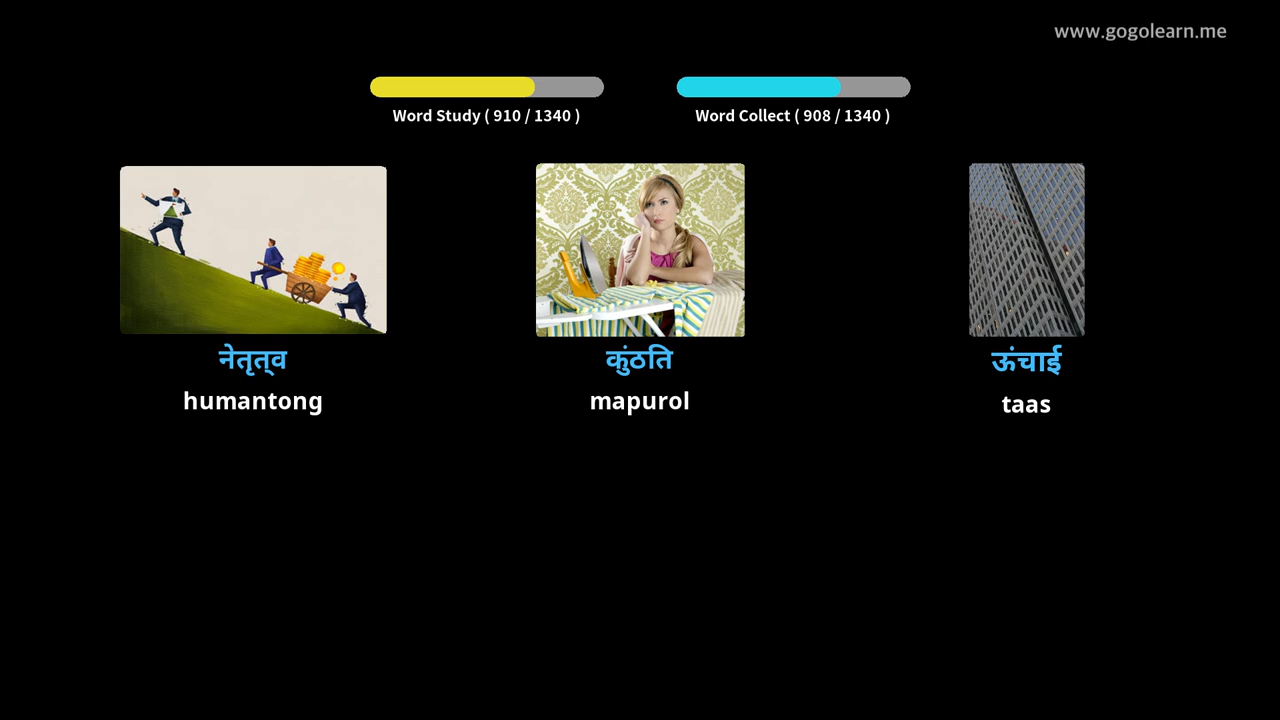 www.gogolearn.me
Word Study ( 910 / 1340 )
Word Collect ( 908 / 1340 )
नेतृत्व
humantong
कुंठति
mapurol
ऊंचाई
taas